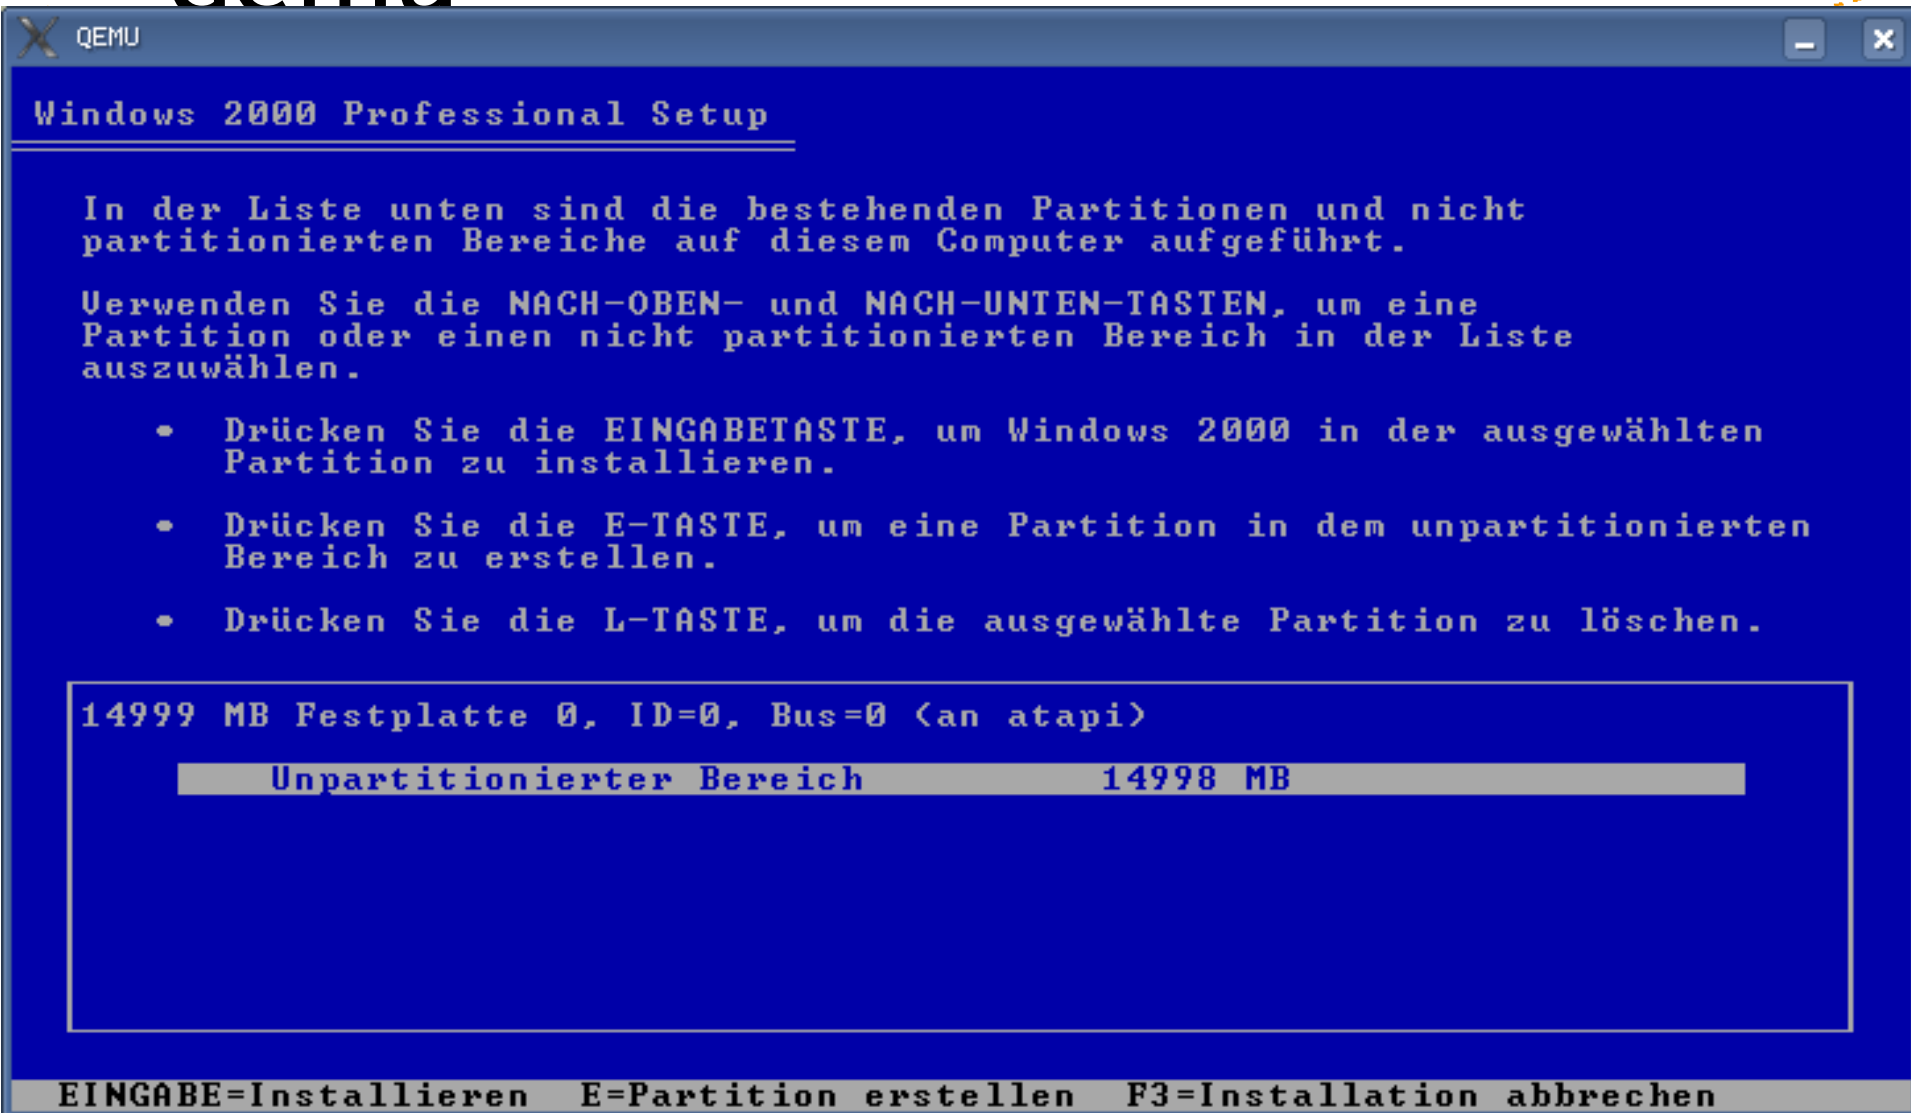 QEMU
Windows 2000 Professional Setup
In der Liste unten sind die bestehenden Partitionen und nicht
partitionierten Bereiche auf diesem Computer aufgeführt.
Verwenden Sie die NACH-OBEN- und NACH-UNTEN-TASTEN, um eine
Partition oder einen nicht partitionierten Bereich in der Liste
auszuwählen.
• Drücken Sie die EINGABETASTE, um Windows 2000 in der ausgewählten
Partition zu installieren.
• Drücken Sie die E-TASTE, um eine Partition in dem unpartitionierten
Bereich zu erstellen.
• Drücken Sie die L-TASTE, um die ausgewählte Partition zu löschen.
14999 MB Festplatte 0, ID=0, Bus=0 (an atapi)
Unpartitionierter Bereich 14998 MB
EINGABE=Installieren E=Partition erstellen F3=Installation abbrechen